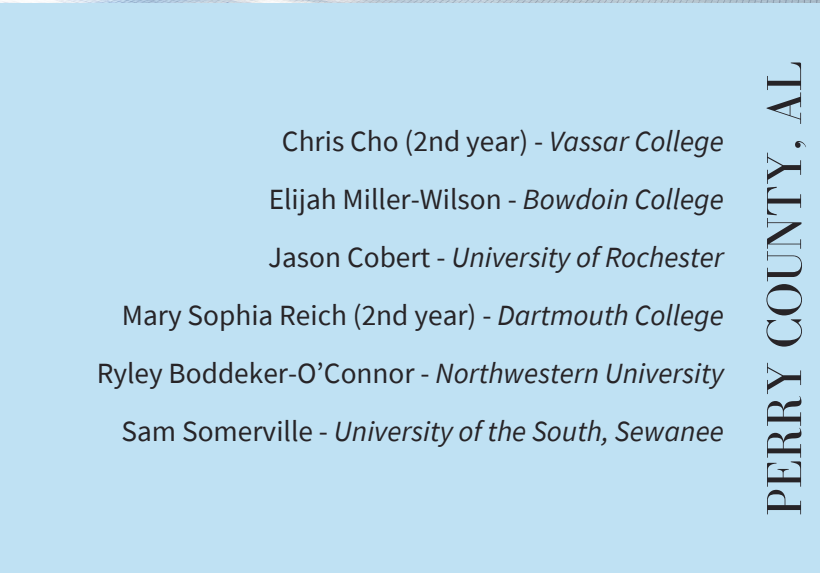 Chris Cho (2nd year) - Vassar College
Elijah Miller-Wilson - Bowdoin College
Jason Cobert - University of Rochester
Mary Sophia Reich (2nd year) - Dartmouth College
Ryley Boddeker-O’Connor - Northwestern University
Sam Somerville - University of the South, Sewanee
PERRY COUNTY, AL